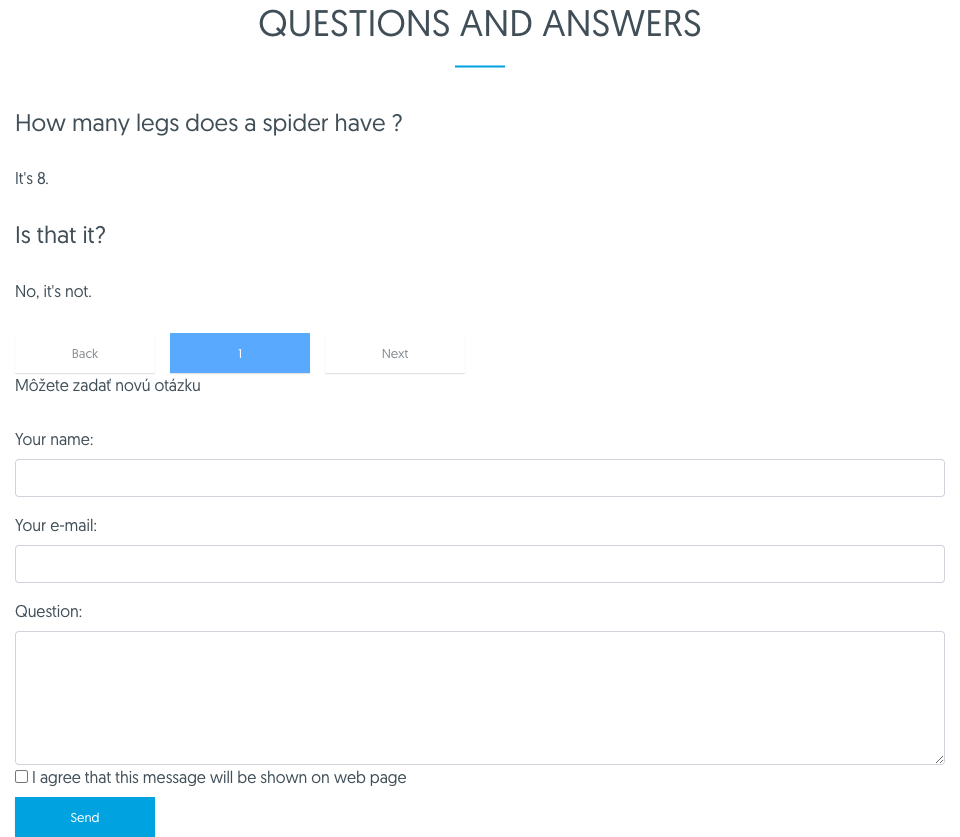 QUESTIONS AND ANSWERS
How many legs does a spider have ?
It's 8.
Is that it?
No, it's not.
Back 1 Next
Môžete zadať novú otázku
Your name:
Your e-mail:
Question:
I agree that this message will be shown on web page
Send